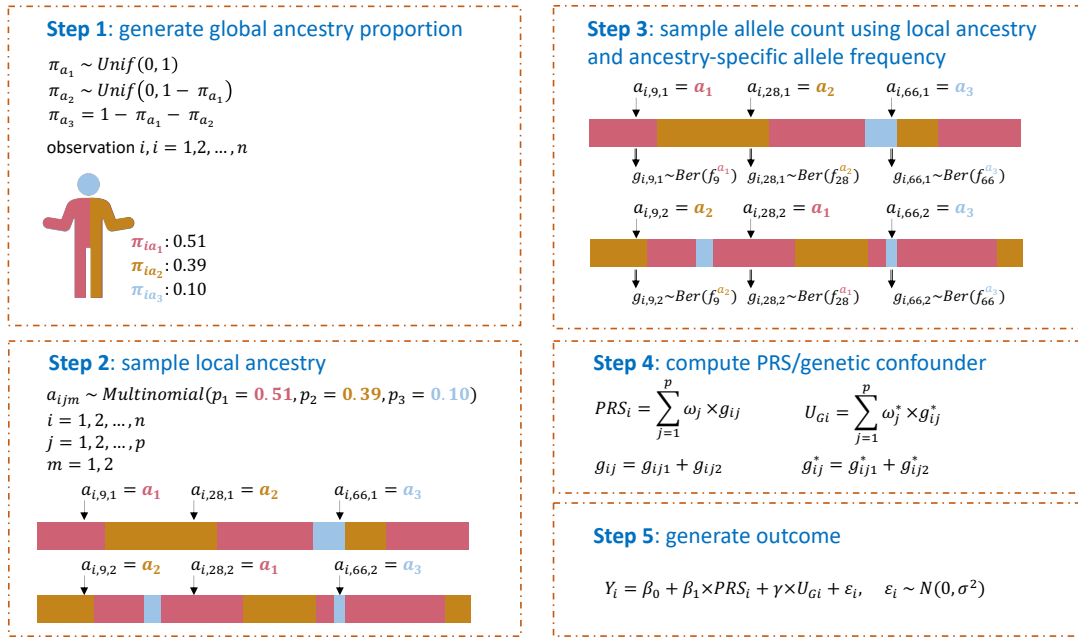 Step 1: generate global ancestry proportion
π_{a_1} ~ Unif(0, 1)
π_{a_2} ~ Unif(0, 1 − π_{a_1})
π_{a_3} = 1 − π_{a_1} − π_{a_2}
observation i, i = 1,2, …, n
π_{ia_1}: 0.51
π_{ia_2}: 0.39
π_{ia_3}: 0.10
Step 2: sample local ancestry
a_{ijm} ~ Multinomial(p_1 = 0.51, p_2 = 0.39, p_3 = 0.10)
i = 1, 2, …, n
j = 1, 2, …, p
m = 1, 2
a_{i,9,1} = a_1 a_{i,28,1} = a_2 a_{i,66,1} = a_3
a_{i,9,2} = a_2 a_{i,28,2} = a_1 a_{i,66,2} = a_3
Step 3: sample allele count using local ancestry
and ancestry-specific allele frequency
a_{i,9,1} = a_1 a_{i,28,1} = a_2 a_{i,66,1} = a_3
g_{i,9,1}~Ber(f_9^{a_1}) g_{i,28,1}~Ber(f_{28}^{a_2}) g_{i,66,1}~Ber(f_{66}^{a_3})
a_{i,9,2} = a_2 a_{i,28,2} = a_1 a_{i,66,2} = a_3
g_{i,9,2}~Ber(f_9^{a_2}) g_{i,28,2}~Ber(f_{28}^{a_1}) g_{i,66,2}~Ber(f_{66}^{a_3})
Step 4: compute PRS/genetic confounder
PRS_i = ∑_{j=1}^{p} ω_j × g_{ij} U_{Gi} = ∑_{j=1}^{p} ω_j^* × g_{ij}^*
g_{ij} = g_{ij1} + g_{ij2} g_{ij}^* = g_{ij1}^* + g_{ij2}^*
Step 5: generate outcome
Y_i = β_0 + β_1×PRS_i + γ×U_{Gi} + ε_i, ε_i ~ N(0, σ^2)